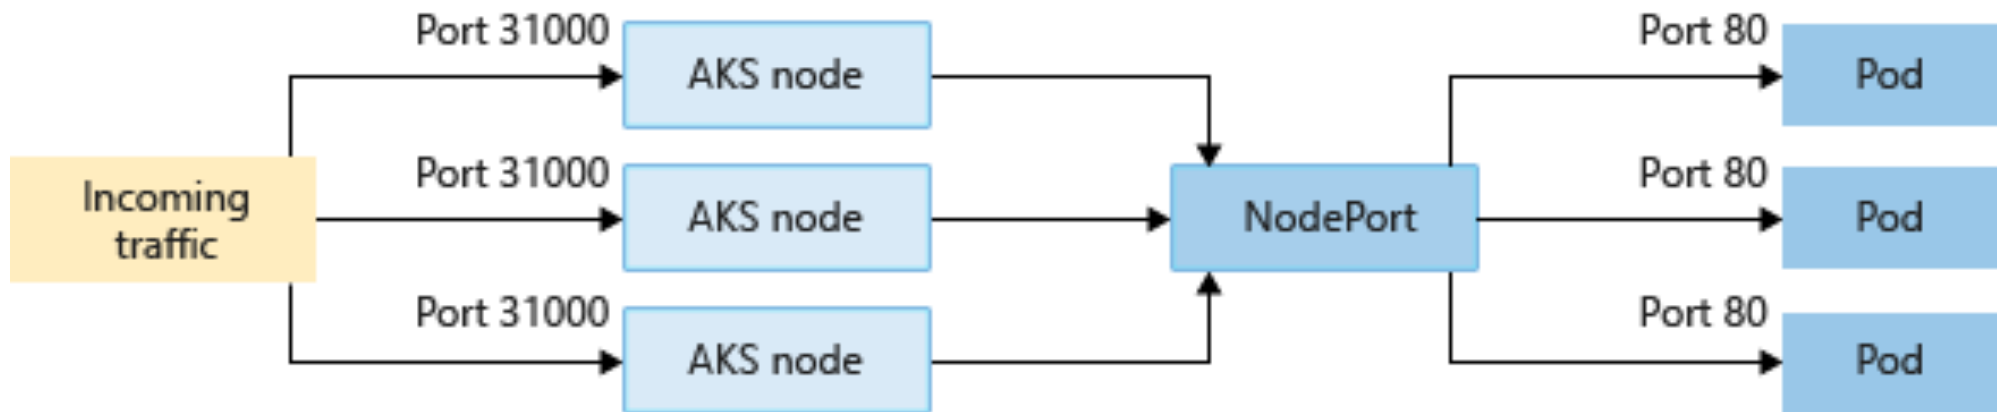 Port 31000
AKS node
Port 80
Pod
Incoming
traffic
Port 31000
AKS node
NodePort
Port 80
Pod
Port 31000
AKS node
Port 80
Pod